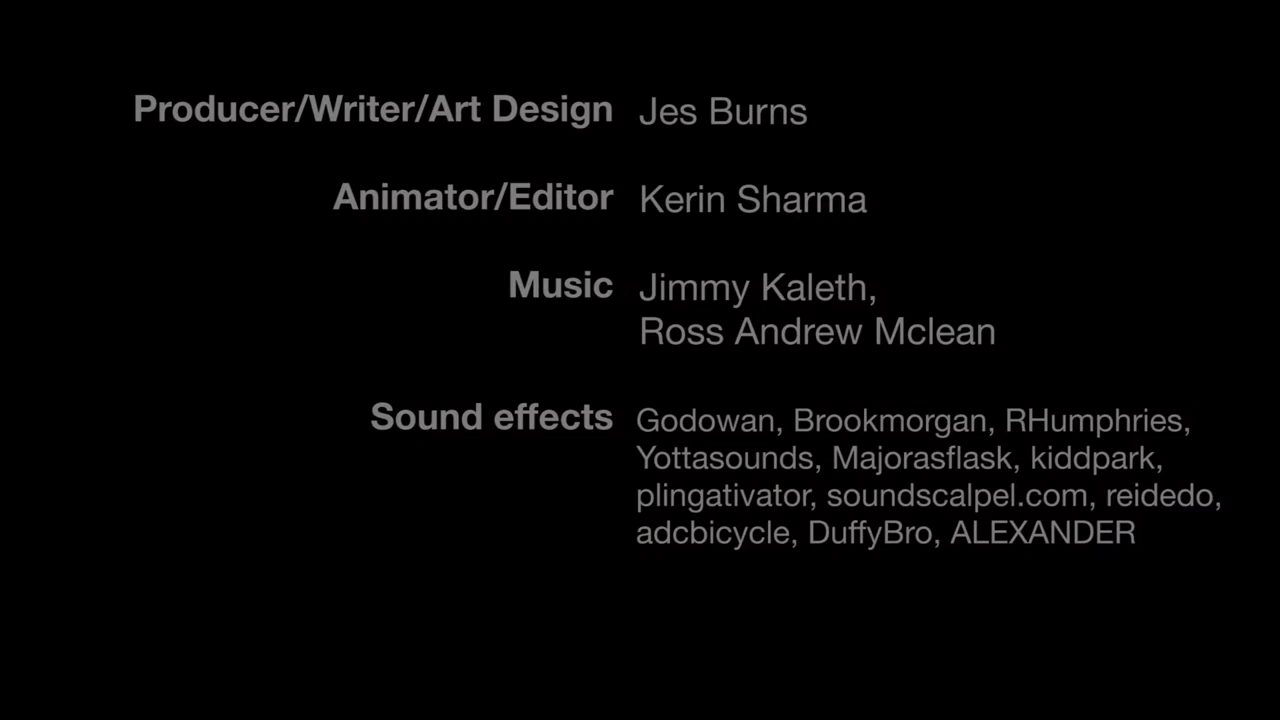 Producer/Writer/Art Design Jes Burns
Animator/Editor Kerin Sharma
Music Jimmy Kaleth,
Ross Andrew Mclean
Sound effects Godowan, Brookmorgan, RHumphries,
Yottasounds, Majorasflask, kiddpark,
plingativator, soundscalpel.com, reidedo,
adcbicycle, DuffyBro, ALEXANDER